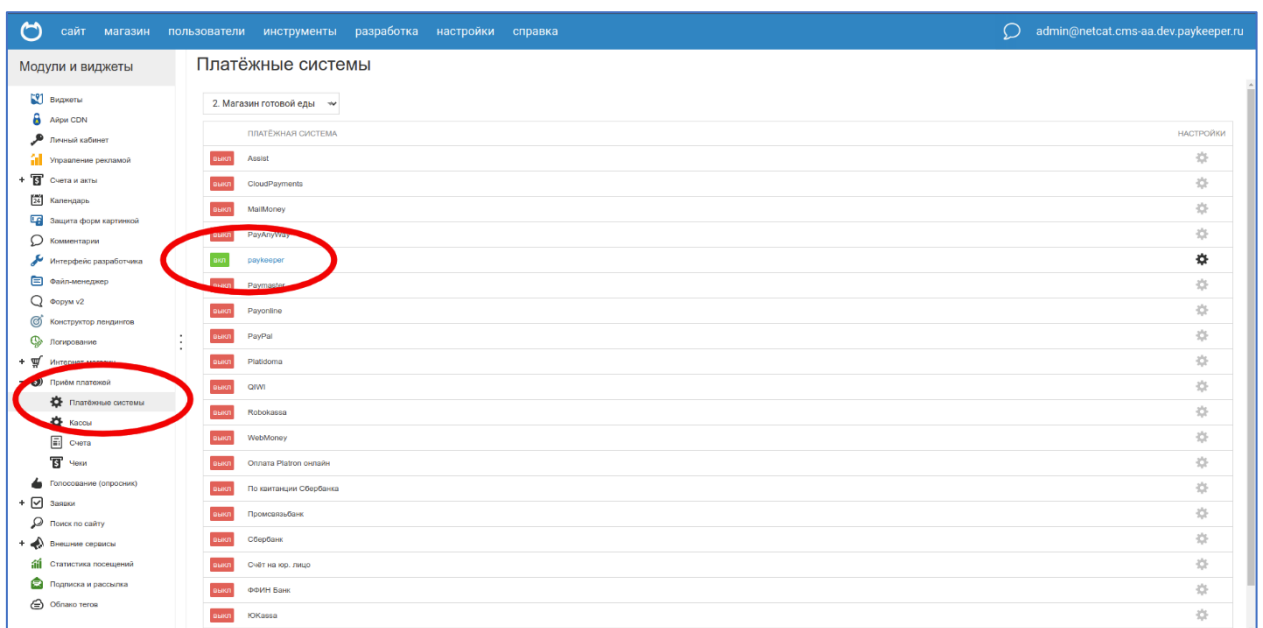 сайт магазин пользователи инструменты разработка настройки справка admin@netcat.cms-aa.dev.paykeeper.ru
Модули и виджеты
Виджеты
Айри CDN
Личный кабинет
Управление рекламой
+ Счета и акты
Календарь
Защита форм картинкой
Комментарии
Интерфейс разработчика
Файл-менеджер
Форум v2
Конструктор лендингов
Логирование
+ Интернет-магазин
Приём платежей
Платёжные системы
Кассы
Счета
Чеки
Голосование (опросник)
+ Заявки
Поиск по сайту
+ Внешние сервисы
Статистика посещений
Подписка и рассылка
Облако тегов
Платёжные системы
2. Магазин готовой еды
ПЛАТЁЖНАЯ СИСТЕМА НАСТРОЙКИ
выкл Assist
выкл CloudPayments
выкл MailMoney
выкл PayAnyWay
вкл paykeeper
выкл Paymaster
выкл Payonline
выкл PayPal
выкл Platidoma
выкл QIWI
выкл Robokassa
выкл WebMoney
выкл Оплата Platron онлайн
выкл По квитанции Сбербанка
выкл Промсвязьбанк
выкл Сбербанк
выкл Счёт на юр. лицо
выкл ФФИН Банк
выкл ЮKassa